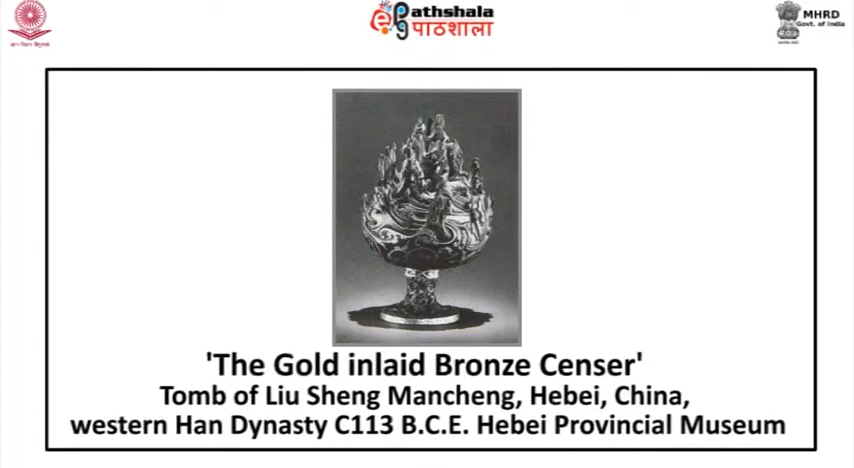 epathshala
पाठशाला
MHRD
Govt. of India
'The Gold inlaid Bronze Censer'
Tomb of Liu Sheng Mancheng, Hebei, China,
western Han Dynasty C113 B.C.E. Hebei Provincial Museum